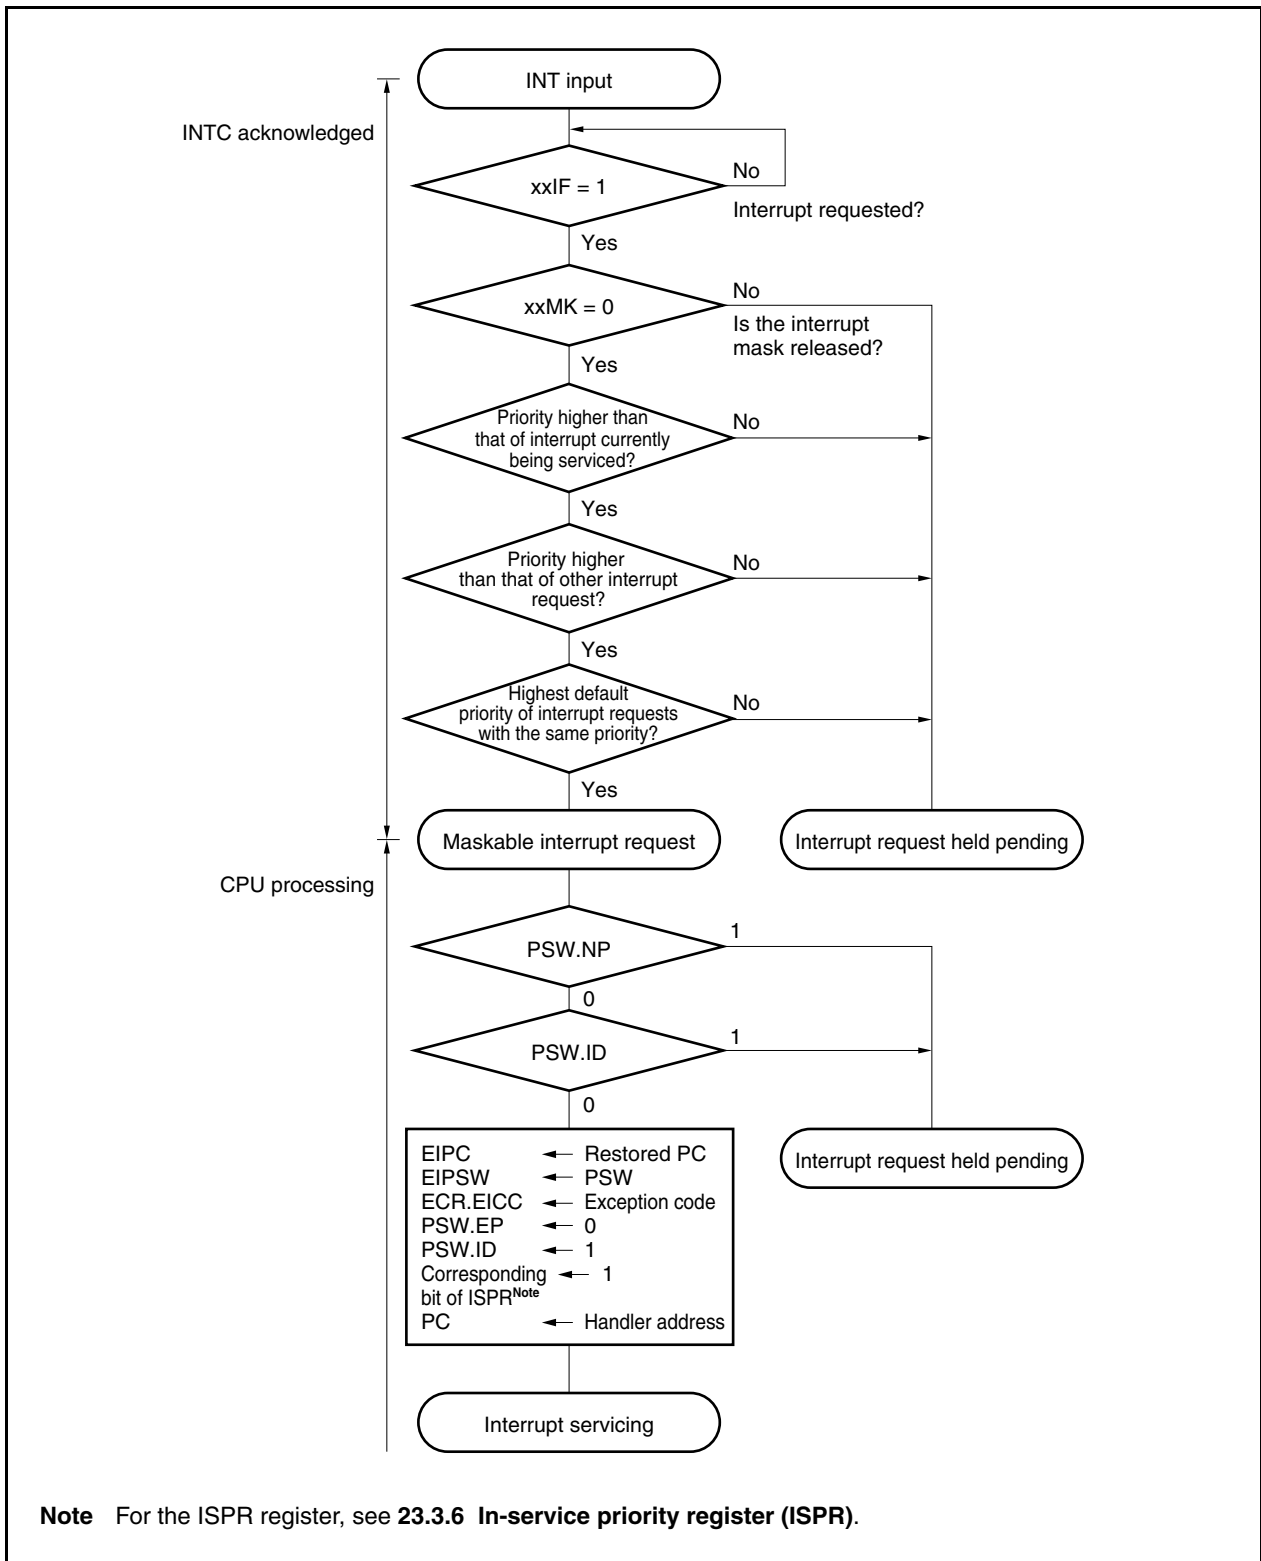 INT input
INTC acknowledged
xxIF = 1
No
Interrupt requested?
Yes
xxMK = 0
No
Is the interrupt
mask released?
Yes
Priority higher than
that of interrupt currently
being serviced?
No
Yes
Priority higher
than that of other interrupt
request?
No
Yes
Highest default
priority of interrupt requests
with the same priority?
No
Yes
Maskable interrupt request
Interrupt request held pending
CPU processing
PSW.NP
1
0
PSW.ID
1
0
EIPC ← Restored PC
EIPSW ← PSW
ECR.EICC ← Exception code
PSW.EP ← 0
PSW.ID ← 1
Corresponding ← 1
bit of ISPRNote
PC ← Handler address
Interrupt request held pending
Interrupt servicing
Note For the ISPR register, see 23.3.6 In-service priority register (ISPR).